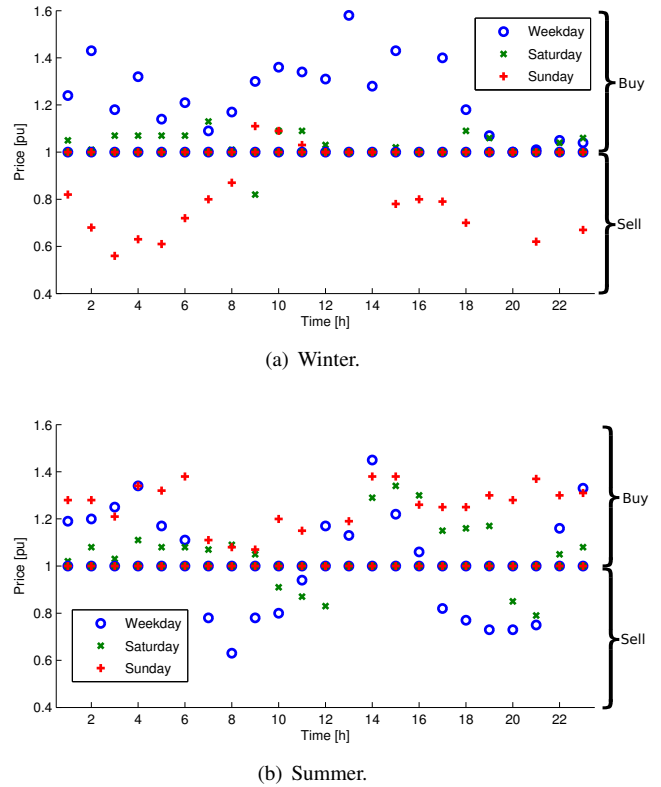 1.6
1.4
1.2
1
0.8
0.6
0.4
Price [pu]
Weekday
Saturday
Sunday
Buy
Sell
2 4 6 8 10 12 14 16 18 20 22
Time [h]
(a) Winter.
1.6
1.4
1.2
1
0.8
0.6
0.4
Price [pu]
Weekday
Saturday
Sunday
Buy
Sell
2 4 6 8 10 12 14 16 18 20 22
Time [h]
(b) Summer.